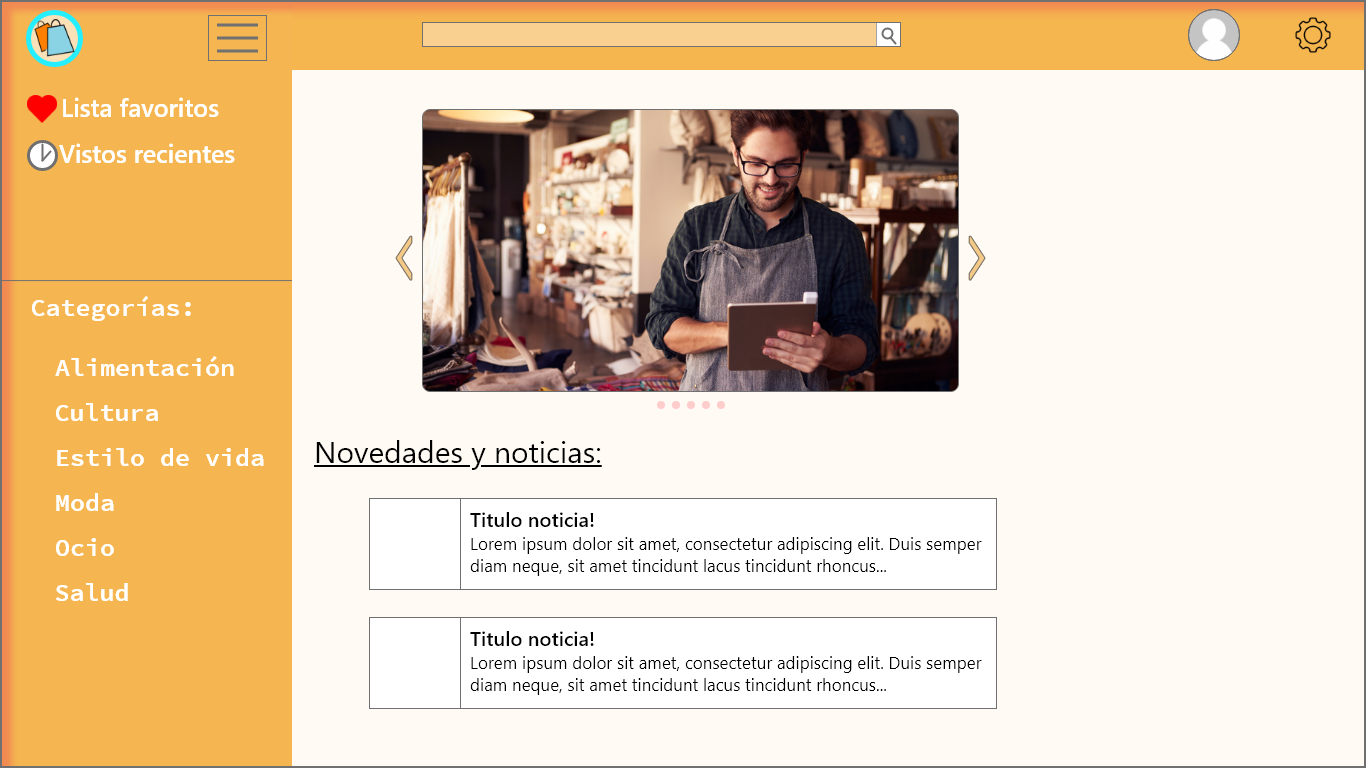 Lista favoritos
Vistos recientes
Categorías:
Alimentación
Cultura
Estilo de vida
Moda
Ocio
Salud
Novedades y noticias:
Titulo noticia!
Lorem ipsum dolor sit amet, consectetur adipiscing elit. Duis semper
diam neque, sit amet tincidunt lacus tincidunt rhoncus...
Titulo noticia!
Lorem ipsum dolor sit amet, consectetur adipiscing elit. Duis semper
diam neque, sit amet tincidunt lacus tincidunt rhoncus...